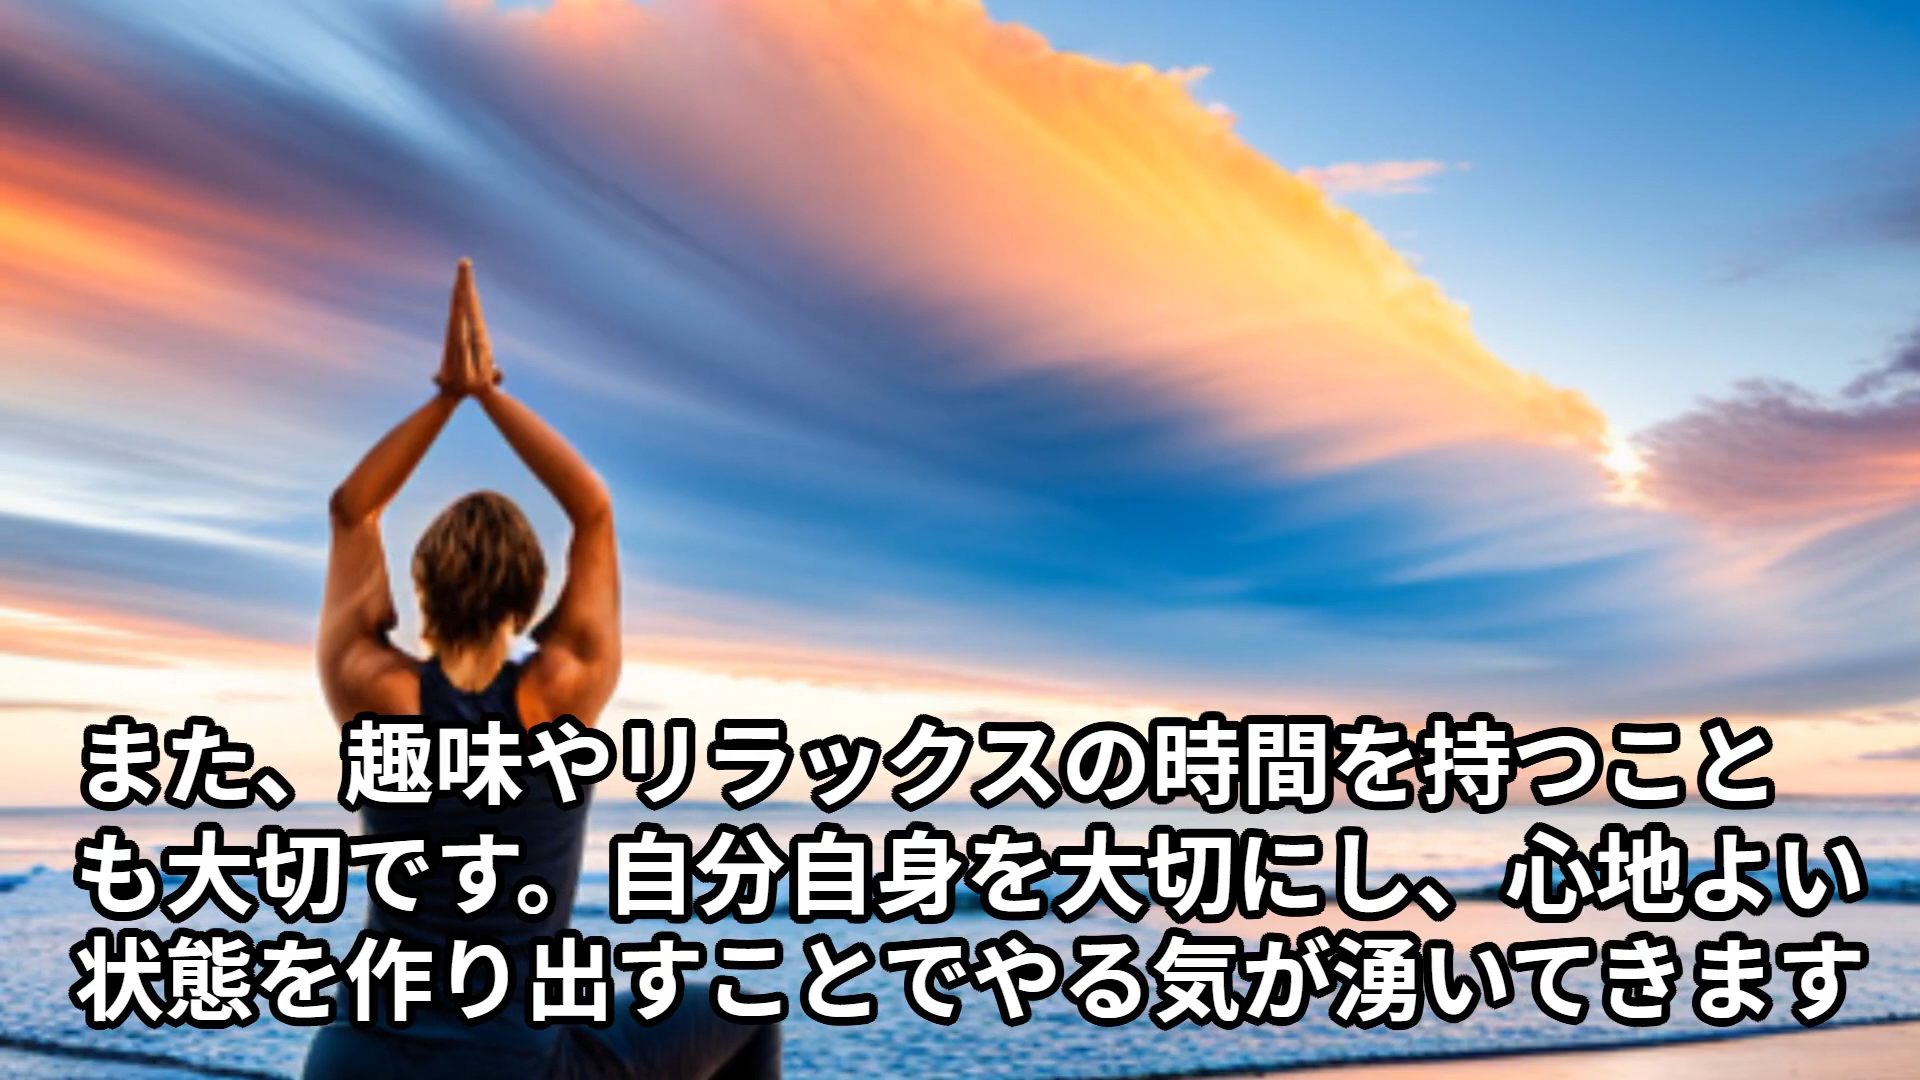 また、趣味やリラックスの時間を持つこと
も大切です。自分自身を大切にし、心地よい
状態を作り出すことでやる気が湧いてきます